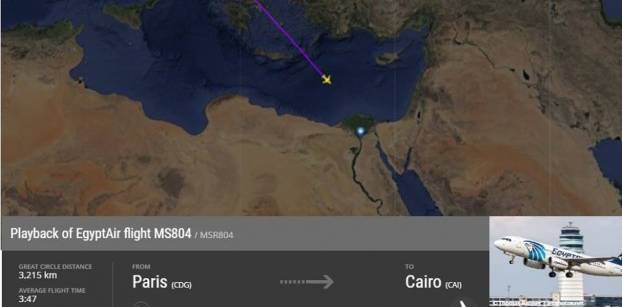 Playback of EgyptAir flight MS804 / MSR804
GREAT CIRCLE DISTANCE
3,215 km
AVERAGE FLIGHT TIME
3:47
FROM
Paris (CDG)
TO
Cairo (CAI)
EGYPTAIR